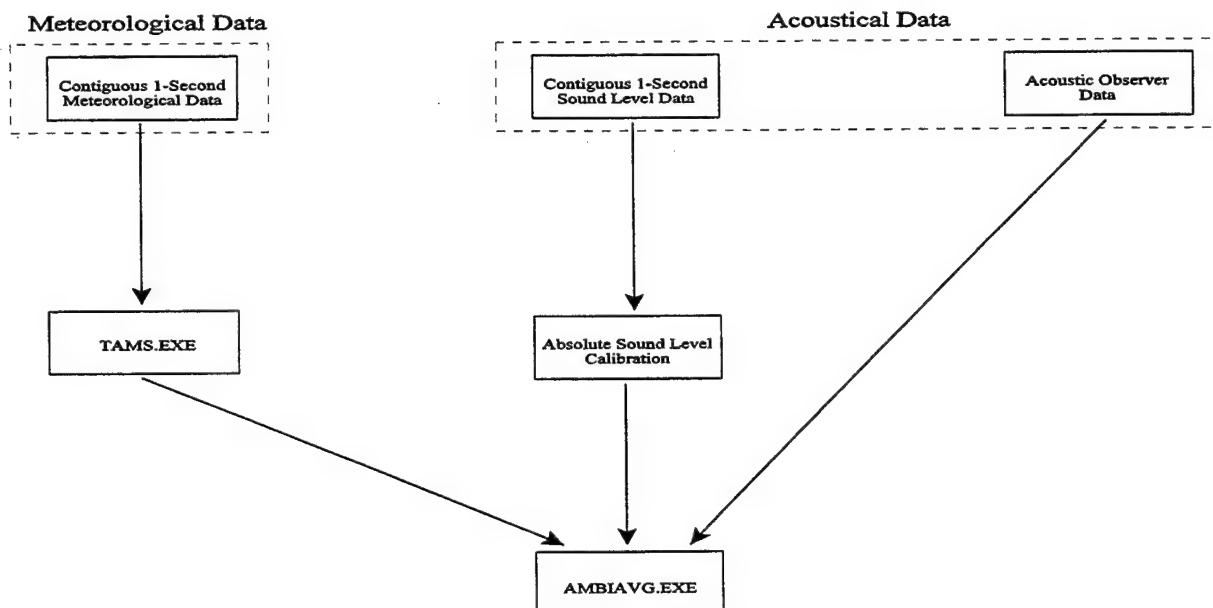 Meteorological Data
Acoustical Data
Contiguous 1-Second
Meteorological Data
Contiguous 1-Second
Sound Level Data
Acoustic Observer
Data
TAMS.EXE
Absolute Sound Level
Calibration
AMBIAVG.EXE